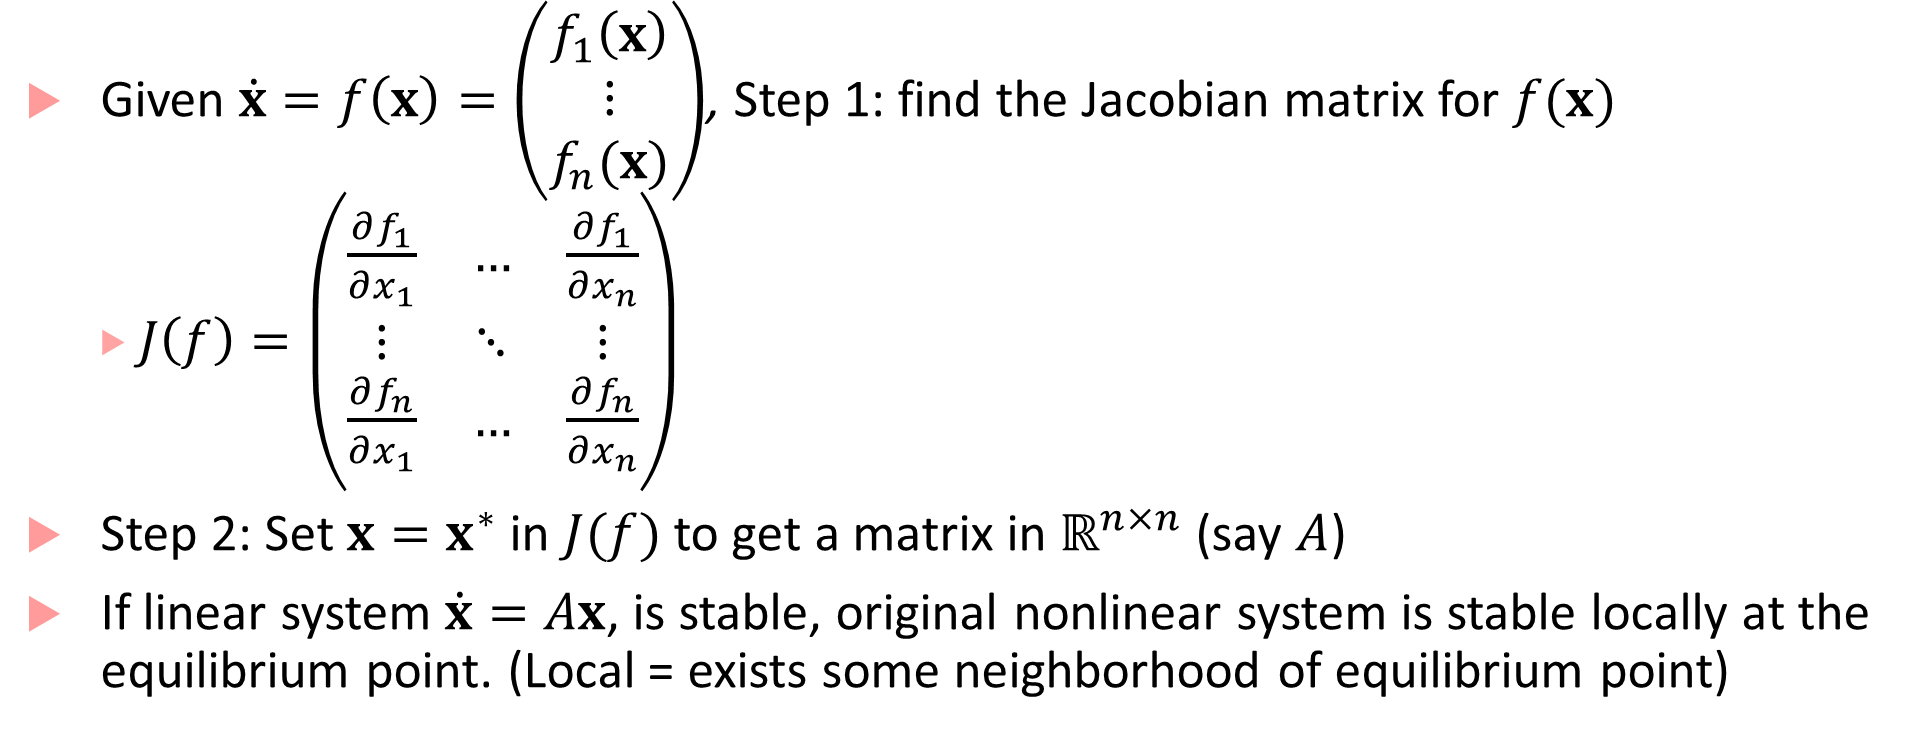 ▶ Given ẋ = f(x) = ( f₁(x) ⋮ fₙ(x) ), Step 1: find the Jacobian matrix for f(x)
▶ J(f) = ( ∂f₁/∂x₁ … ∂f₁/∂xₙ ⋮ ⋱ ⋮ ∂fₙ/∂x₁ … ∂fₙ/∂xₙ )
▶ Step 2: Set x = x* in J(f) to get a matrix in ℝⁿˣⁿ (say A)
▶ If linear system ẋ = Ax, is stable, original nonlinear system is stable locally at the
equilibrium point. (Local = exists some neighborhood of equilibrium point)